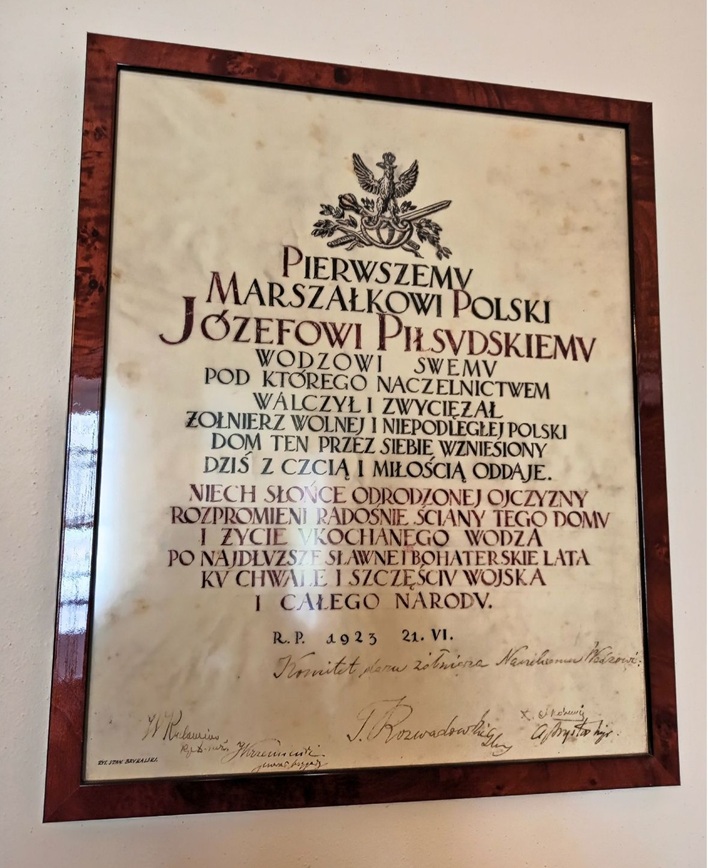 PIERWSZEMV
MARSZAŁKOWI POLSKI
JÓZEFOWI PIŁSVDSKIEMV
WODZOWI SWEMV
POD KTÓREGO NACZELNICTWEM
WALCZYŁ I ZWYCIĘŻAŁ
ŻOŁNIERZ WOLNEJ I NIEPODLEGŁEJ POLSKI
DOM TEN PRZEZ SIEBIE WZNIESIONY
DZIŚ Z CZCIĄ I MIŁOŚCIĄ ODDAJE.
NIECH SŁOŃCE ODRODZONEJ OJCZYZNY
ROZPROMIENI RADOŚNIE ŚCIANY TEGO DOMV
I ŻYCIE VKOCHANEGO WODZA
PO NAJDŁVŻSZE SŁAWNE I BOHATERSKIE LATA
KV CHWALE I SZCZĘŚCIV WOJSKA
I CAŁEGO NARODV.
R.P. 1923 21. VI.
Komitet daru żołnierza
T. Rozwadowski